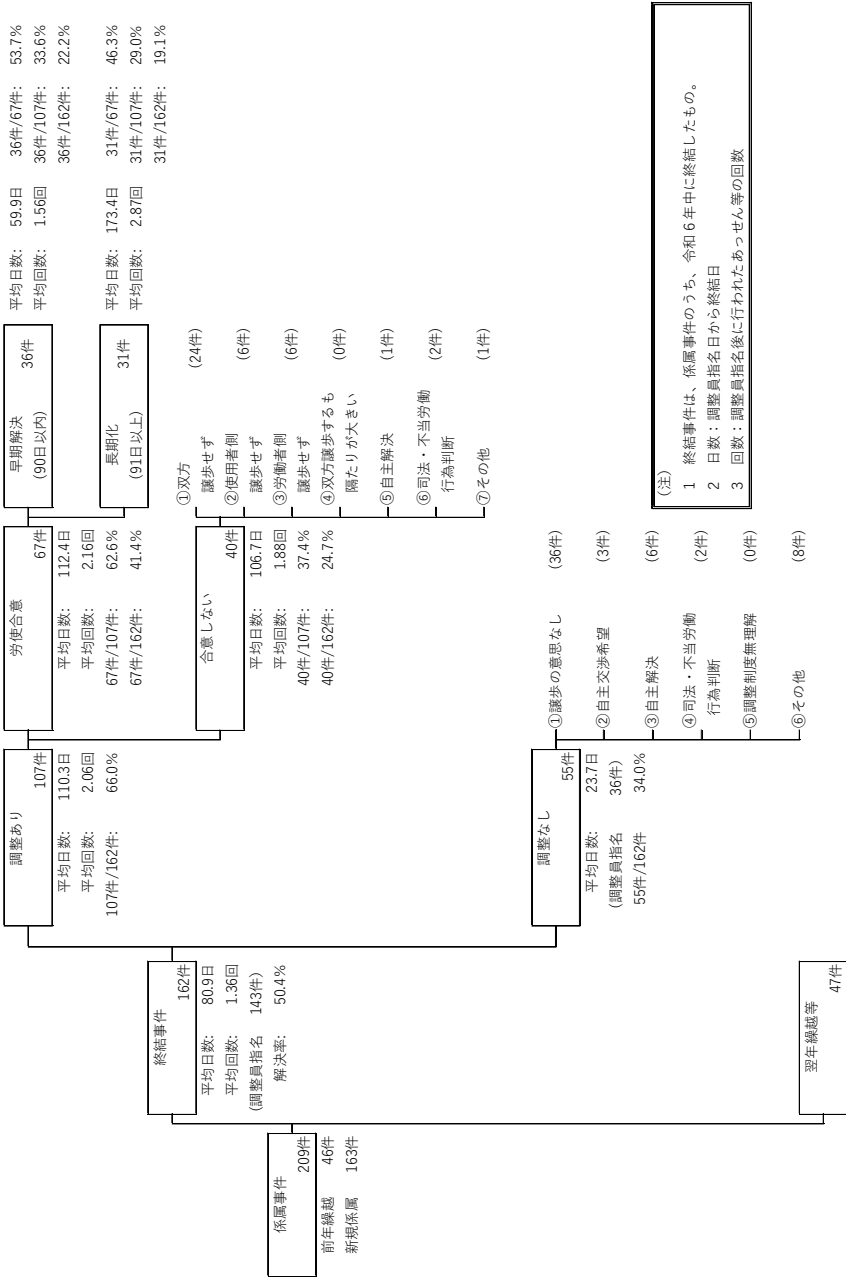 係属事件
209件
前年繰越 46件
新規係属 163件
終結事件
162件
平均日数: 80.9日
平均回数: 1.36回
(調整員指名 143件)
解決率: 50.4%
翌年繰越等
47件
調整あり
107件
平均日数: 110.3日
平均回数: 2.06回
107件/162件: 66.0%
調整なし
55件
平均日数: 23.7日
(調整員指名 36件)
55件/162件 34.0%
労使合意
67件
平均日数: 112.4日
平均回数: 2.16回
67件/107件: 62.6%
67件/162件: 41.4%
合意しない
40件
平均日数: 106.7日
平均回数: 1.88回
40件/107件: 37.4%
40件/162件: 24.7%
早期解決
(90日以内) 36件
平均日数: 59.9日 36件/67件: 53.7%
平均回数: 1.56回 36件/107件: 33.6%
36件/162件: 22.2%
長期化
(91日以上) 31件
平均日数: 173.4日 31件/67件: 46.3%
平均回数: 2.87回 31件/107件: 29.0%
31件/162件: 19.1%
①双方
譲歩せず (24件)
②使用者側
譲歩せず (6件)
③労働者側
譲歩せず (6件)
④双方譲歩するも
隔たりが大きい (0件)
⑤自主解決 (1件)
⑥司法・不当労働
行為判断 (2件)
⑦その他 (1件)
①譲歩の意思なし (36件)
②自主交渉希望 (3件)
③自主解決 (6件)
④司法・不当労働
行為判断 (2件)
⑤調整制度無理解 (0件)
⑥その他 (8件)
(注)
1 終結事件は、係属事件のうち、令和6年中に終結したもの。
2 日数：調整員指名日から終結日
3 回数：調整員指名後に行われたあっせん等の回数